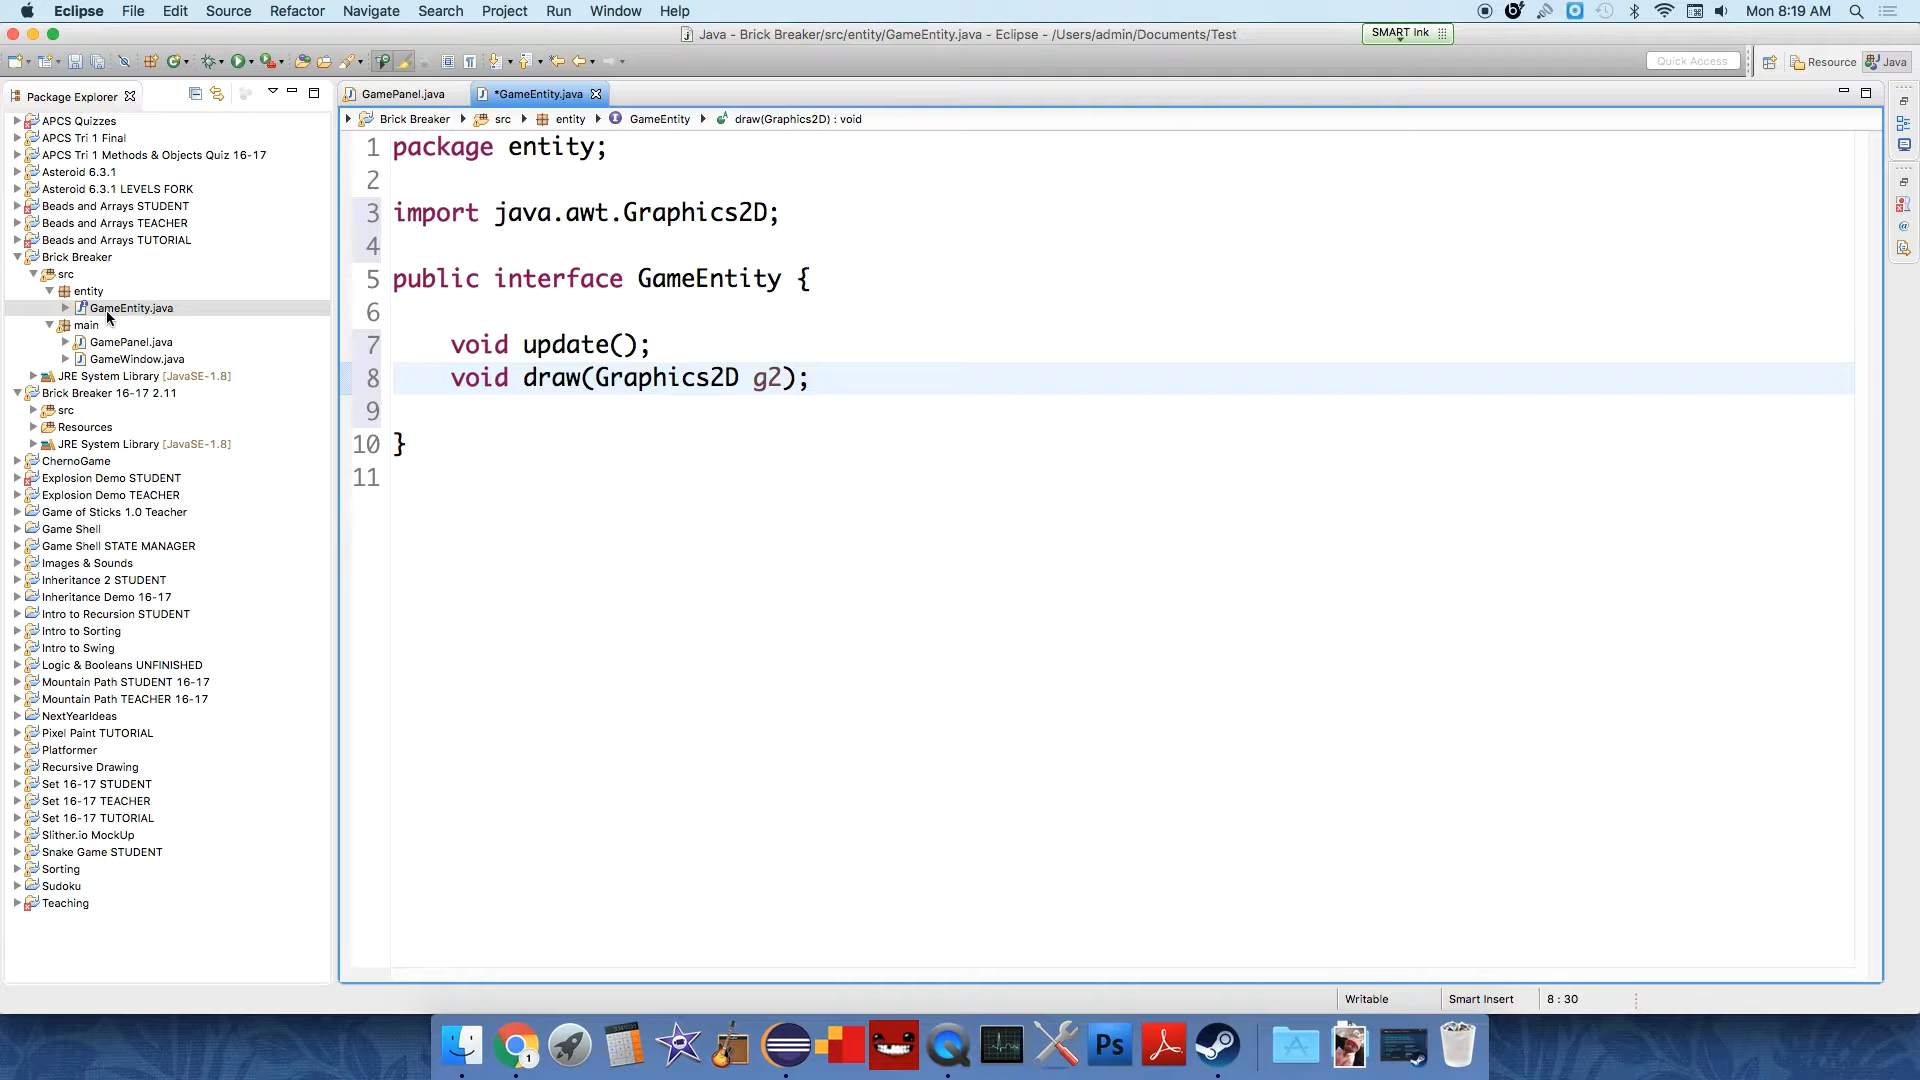 Eclipse File Edit Source Refactor Navigate Search Project Run Window Help Mon 8:19 AM
Java - Brick Breaker/src/entity/GameEntity.java - Eclipse - /Users/admin/Documents/Test
SMART Ink
Quick Access Resource Java
Package Explorer
GamePanel.java *GameEntity.java
Brick Breaker src entity GameEntity draw(Graphics2D) : void
APCS Quizzes
APCS Tri 1 Final
APCS Tri 1 Methods & Objects Quiz 16-17
Asteroid 6.3.1
Asteroid 6.3.1 LEVELS FORK
Beads and Arrays STUDENT
Beads and Arrays TEACHER
Beads and Arrays TUTORIAL
Brick Breaker
src
entity
GameEntity.java
main
GamePanel.java
GameWindow.java
JRE System Library [JavaSE-1.8]
Brick Breaker 16-17 2.11
src
Resources
JRE System Library [JavaSE-1.8]
ChernoGame
Explosion Demo STUDENT
Explosion Demo TEACHER
Game of Sticks 1.0 Teacher
Game Shell
Game Shell STATE MANAGER
Images & Sounds
Inheritance 2 STUDENT
Inheritance Demo 16-17
Intro to Recursion STUDENT
Intro to Sorting
Intro to Swing
Logic & Booleans UNFINISHED
Mountain Path STUDENT 16-17
Mountain Path TEACHER 16-17
NextYearIdeas
Pixel Paint TUTORIAL
Platformer
Recursive Drawing
Set 16-17 STUDENT
Set 16-17 TEACHER
Set 16-17 TUTORIAL
Slither.io MockUp
Snake Game STUDENT
Sorting
Sudoku
Teaching
1 package entity;
2
3 import java.awt.Graphics2D;
4
5 public interface GameEntity {
6
7 void update();
8 void draw(Graphics2D g2);
9
10 }
11
Writable Smart Insert 8 : 30
1
Ps